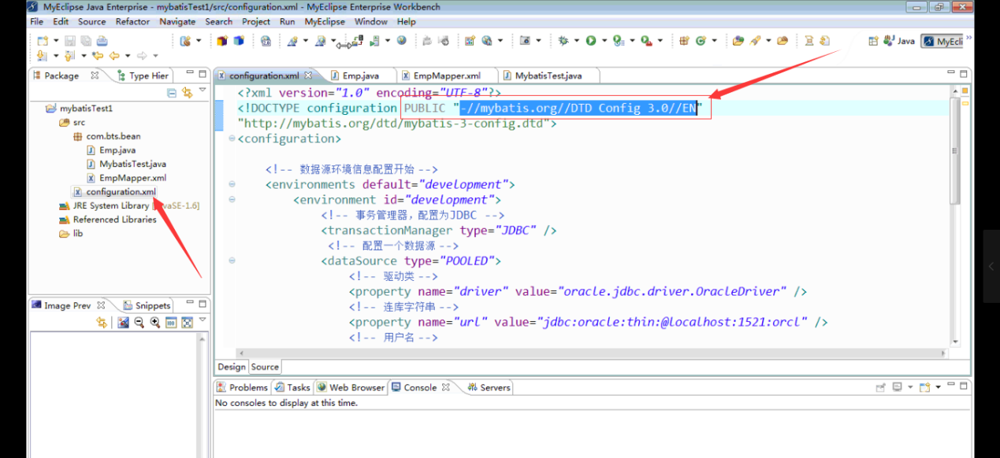 MyEclipse Java Enterprise - mybatisTest1/src/configuration.xml - MyEclipse Enterprise Workbench
File Edit Source Refactor Navigate Search Project Run MyEclipse Window Help
Java MyEcli
Package Type Hier
mybatisTest1
src
com.bts.bean
Emp.java
MybatisTest.java
EmpMapper.xml
configuration.xml
JRE System Library [JavaSE-1.6]
Referenced Libraries
lib
Image Prev Snippets
configuration.xml Emp.java EmpMapper.xml MybatisTest.java
<?xml version="1.0" encoding="UTF-8"?>
<!DOCTYPE configuration PUBLIC "-//mybatis.org//DTD Config 3.0//EN"
"http://mybatis.org/dtd/mybatis-3-config.dtd">
<configuration>
<!-- 数据源环境信息配置开始 -->
<environments default="development">
<environment id="development">
<!-- 事务管理器，配置为JDBC -->
<transactionManager type="JDBC" />
<!-- 配置一个数据源 -->
<dataSource type="POOLED">
<!-- 驱动类 -->
<property name="driver" value="oracle.jdbc.driver.OracleDriver" />
<!-- 连库字符串 -->
<property name="url" value="jdbc:oracle:thin:@localhost:1521:orcl" />
<!-- 用户名 -->
Design Source
Problems Tasks Web Browser Console Servers
No consoles to display at this time.